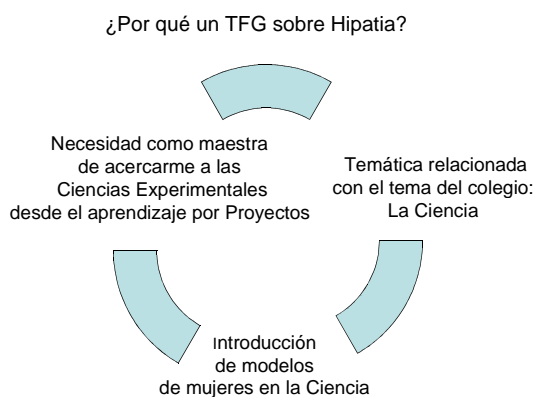 ¿Por qué un TFG sobre Hipatia?
Necesidad como maestra
de acercarme a las
Ciencias Experimentales
desde el aprendizaje por Proyectos
Temática relacionada
con el tema del colegio:
La Ciencia
Introducción
de modelos
de mujeres en la Ciencia